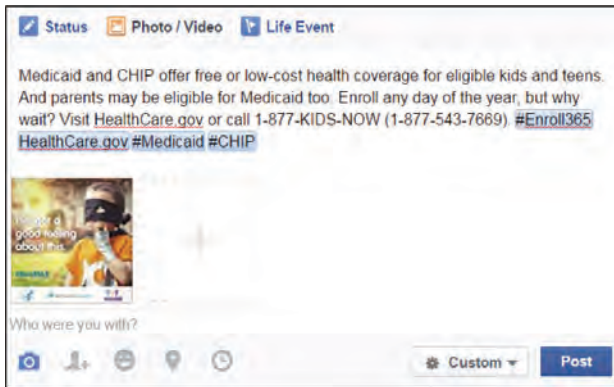 Status Photo / Video Life Event
Medicaid and CHIP offer free or low-cost health coverage for eligible kids and teens.
And parents may be eligible for Medicaid too. Enroll any day of the year, but why
wait? Visit HealthCare.gov or call 1-877-KIDS-NOW (1-877-543-7669). #Enroll365
HealthCare.gov #Medicaid #CHIP
good feeling
about this.
Who were you with?
Custom Post